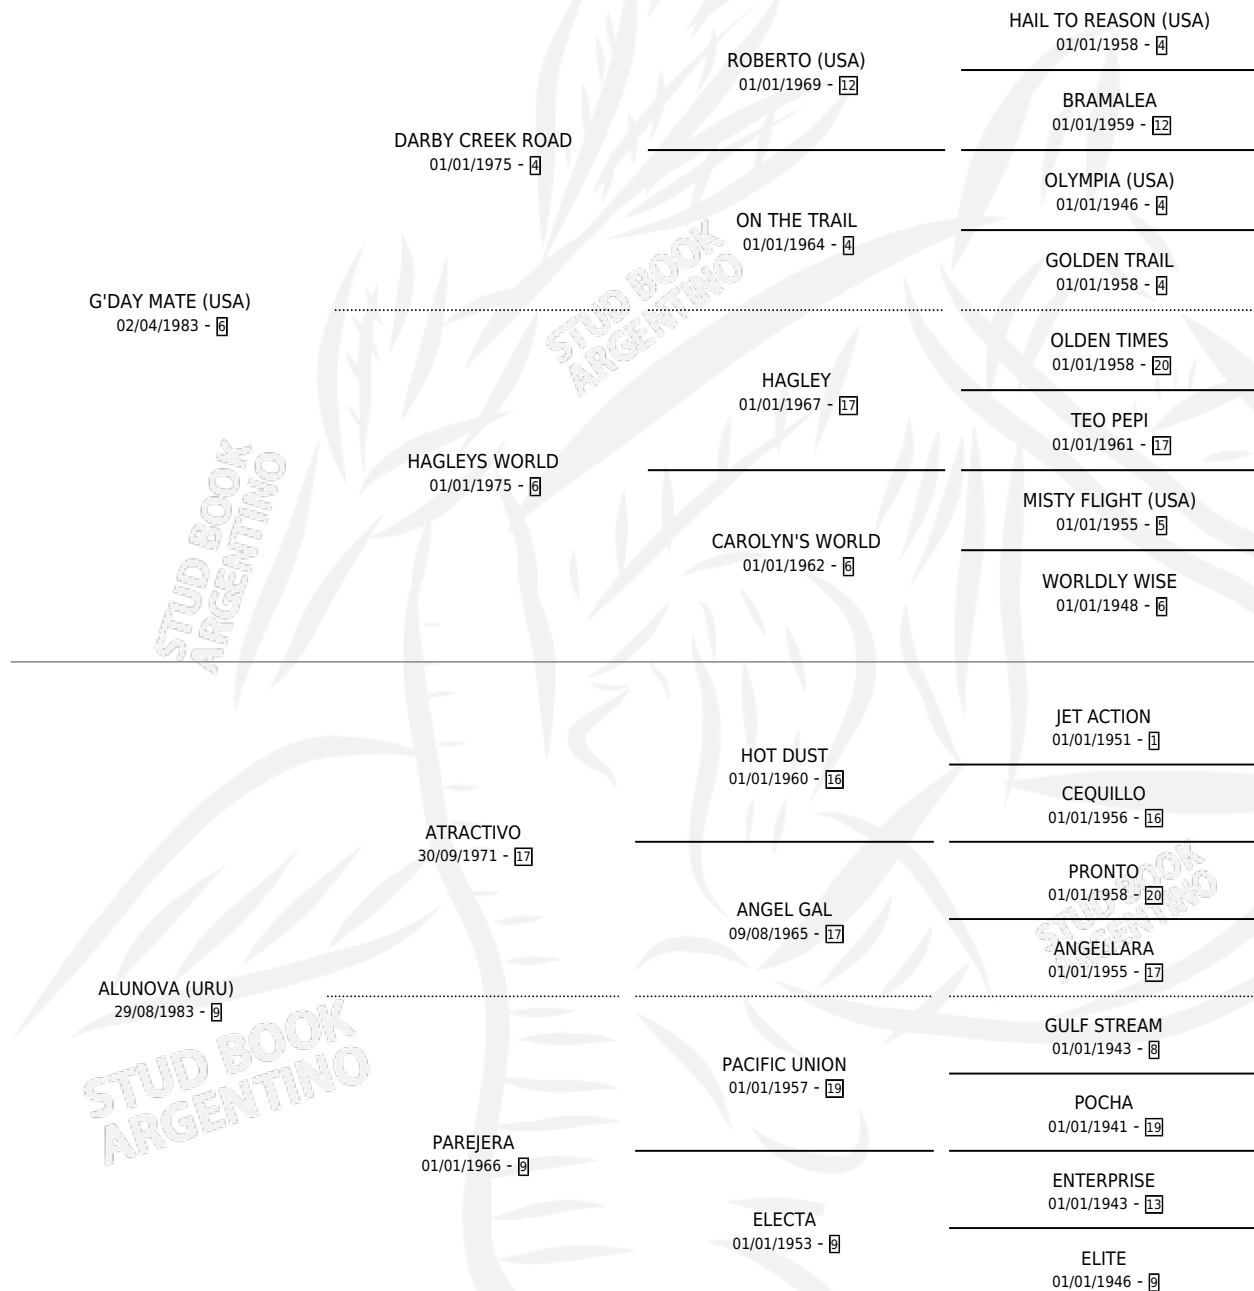 HAIL TO REASON (USA)
01/01/1958 - 4
ROBERTO (USA)
01/01/1969 - 12
BRAMALEA
01/01/1959 - 12
DARBY CREEK ROAD
01/01/1975 - 4
OLYMPIA (USA)
01/01/1946 - 4
ON THE TRAIL
01/01/1964 - 4
GOLDEN TRAIL
01/01/1958 - 4
G'DAY MATE (USA)
02/04/1983 - 6
OLDEN TIMES
01/01/1958 - 20
HAGLEY
01/01/1967 - 17
TEO PEPI
01/01/1961 - 17
HAGLEYS WORLD
01/01/1975 - 6
MISTY FLIGHT (USA)
01/01/1955 - 5
CAROLYN'S WORLD
01/01/1962 - 6
WORLDLY WISE
01/01/1948 - 6
JET ACTION
01/01/1951 - 1
HOT DUST
01/01/1960 - 16
CEQUILLO
01/01/1956 - 16
ATRACTIVO
30/09/1971 - 17
PRONTO
01/01/1958 - 20
ANGEL GAL
09/08/1965 - 17
ANGELLARA
01/01/1955 - 17
ALUNOVA (URU)
29/08/1983 - 9
GULF STREAM
01/01/1943 - 8
PACIFIC UNION
01/01/1957 - 19
POCHA
01/01/1941 - 19
PAREJERA
01/01/1966 - 9
ENTERPRISE
01/01/1943 - 13
ELECTA
01/01/1953 - 9
ELITE
01/01/1946 - 9
STUD BOOK
ARGENTINO
STUD BOOK
ARGENTINO
STUD BOOK
ARGENTINO
STUD BOOK
ARGENTINO